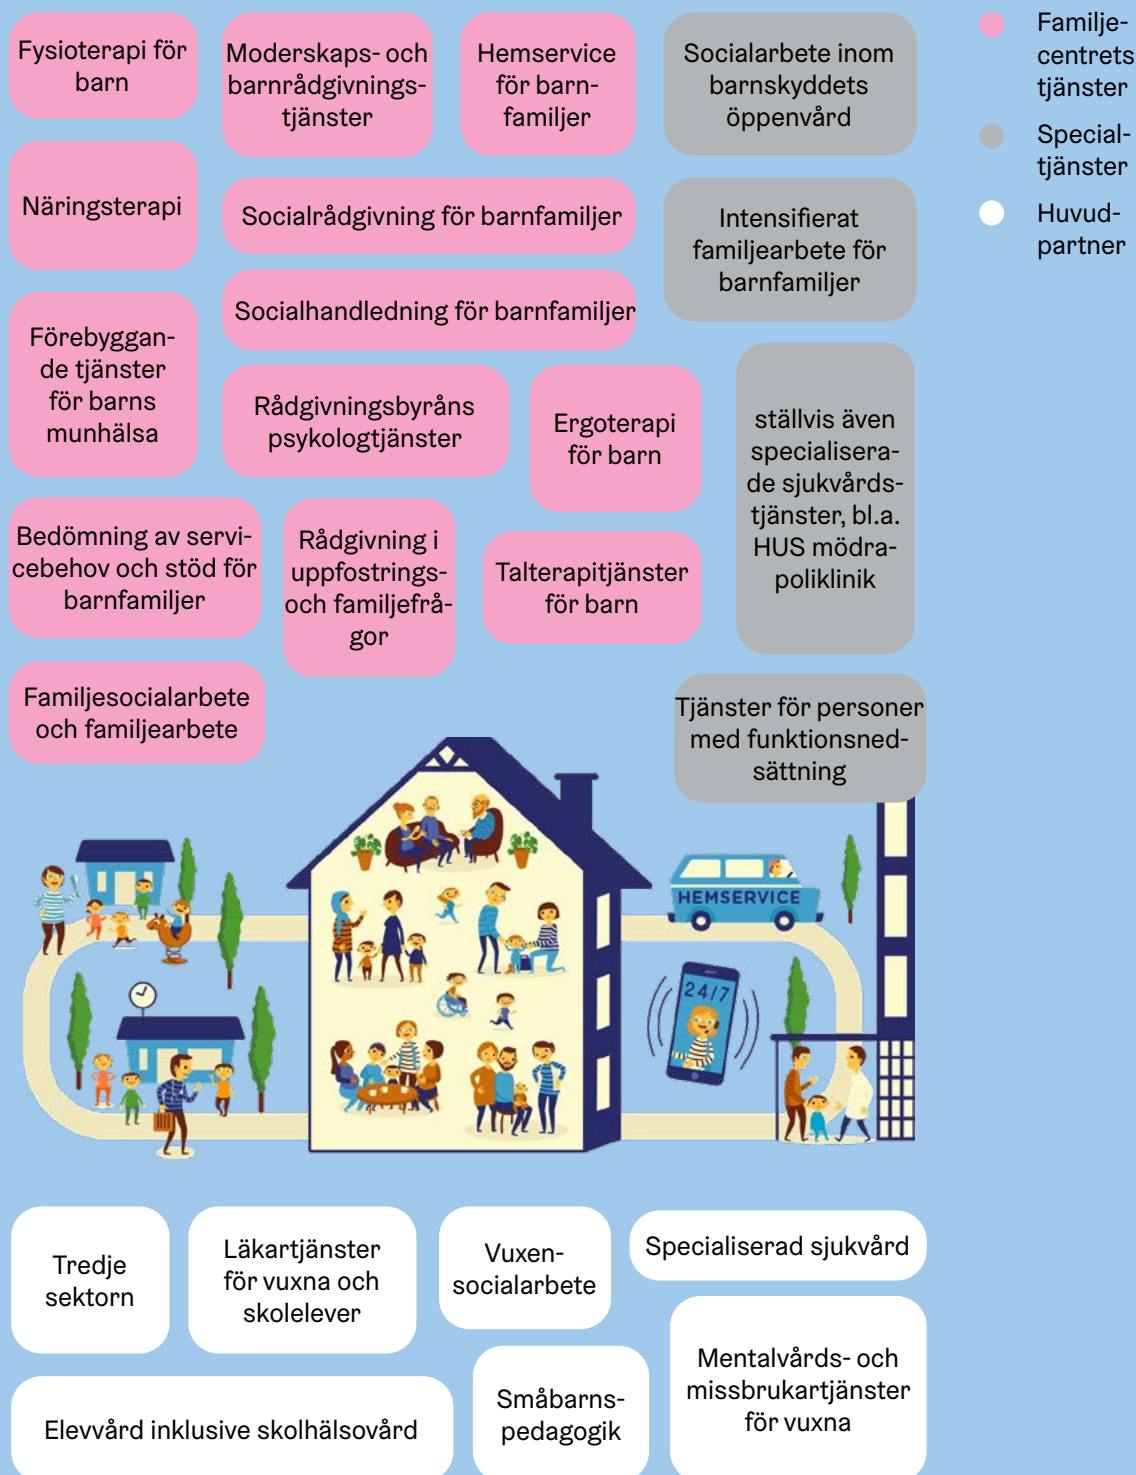 Fysioterapi för
barn
Moderskaps- och
barnrådgivnings-
tjänster
Hemservice
för barn-
familjer
Socialarbete inom
barnskyddets
öppenvård
Familje-
centrets
tjänster
Special-
tjänster
Huvud-
partner
Näringsterapi
Socialrådgivning för barnfamiljer
Intensifierat
familjearbete för
barnfamiljer
Socialhandledning för barnfamiljer
Förebyggan-
de tjänster
för barns
munhälsa
Rådgivningsbyråns
psykologtjänster
Ergoterapi
för barn
ställvis även
specialisera-
de sjukvårds-
tjänster, bl.a.
HUS mödra-
poliklinik
Bedömning av servi-
cebehov och stöd för
barnfamiljer
Rådgivning i
uppfostrings-
och familjefrå-
gor
Talterapitjänster
för barn
Familjesocialarbete
och familjearbete
Tjänster för personer
med funktionsned-
sättning
HEMSERVICE
24/7
Tredje
sektorn
Läkartjänster
för vuxna och
skolelever
Vuxen-
socialarbete
Specialiserad sjukvård
Elevvård inklusive skolhälsovård
Småbarns-
pedagogik
Mentalvårds- och
missbrukartjänster
för vuxna